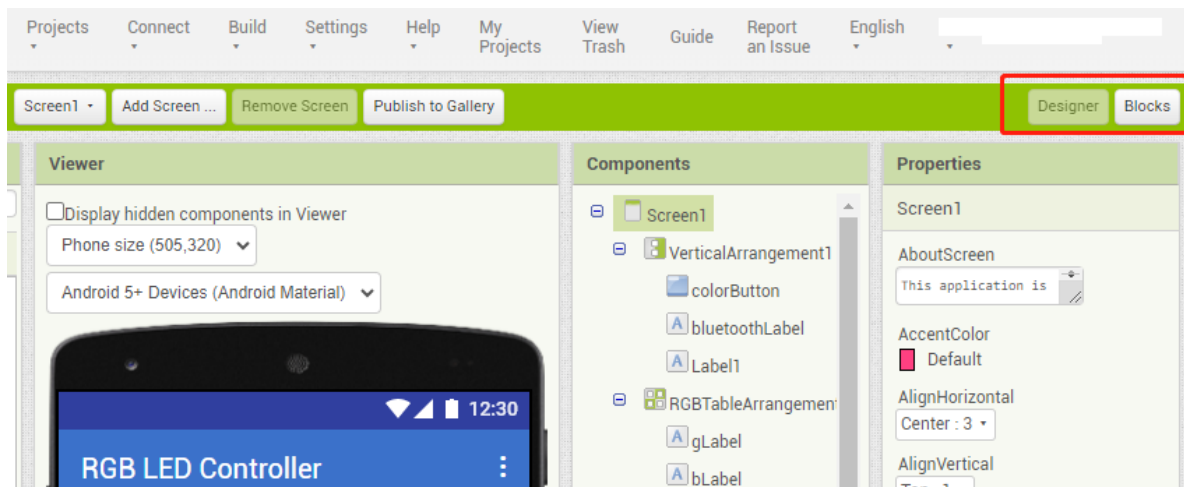 Projects Connect Build Settings Help My Projects View Trash Guide Report an Issue English
Screen1 Add Screen ... Remove Screen Publish to Gallery Designer Blocks
Viewer
Display hidden components in Viewer
Phone size (505,320)
Android 5+ Devices (Android Material)
12:30
RGB LED Controller
Components
Screen1
VerticalArrangement1
colorButton
A bluetoothLabel
A Label1
RGBTableArrangemen
A gLabel
A bLabel
Properties
Screen1
AboutScreen
This application is
AccentColor
Default
AlignHorizontal
Center : 3
AlignVertical